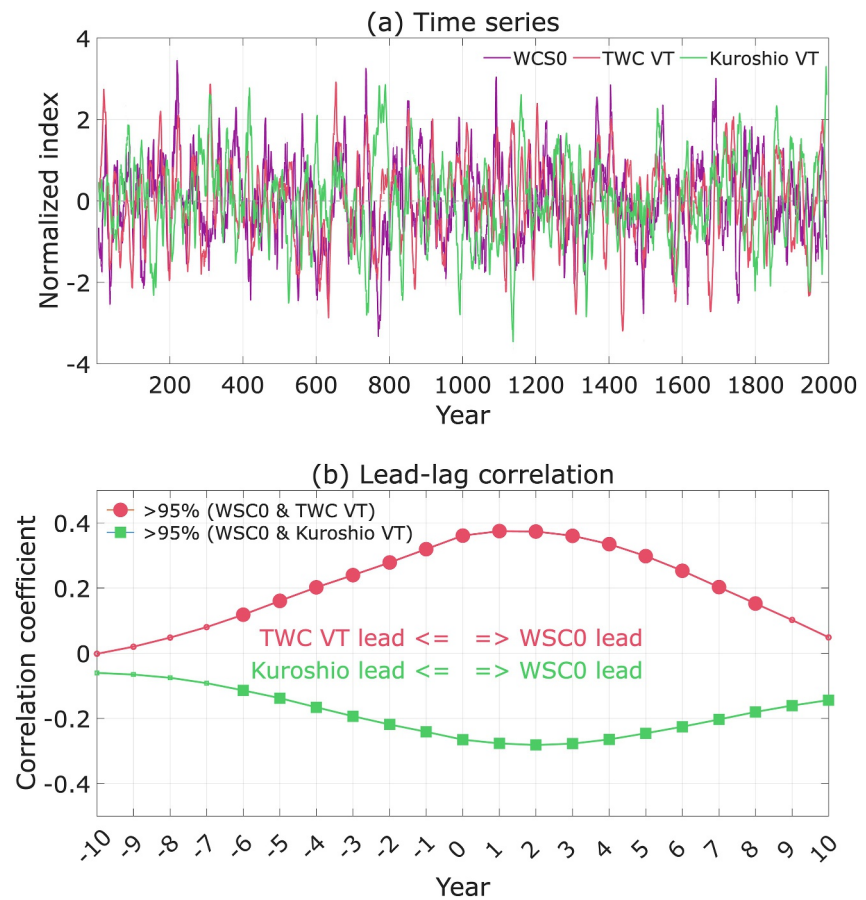 (a) Time series
WCS0 TWC VT Kuroshio VT
Normalized index
4
2
0
-2
-4
200 400 600 800 1000 1200 1400 1600 1800 2000
Year
(b) Lead-lag correlation
>95% (WSC0 & TWC VT)
>95% (WSC0 & Kuroshio VT)
Correlation coefficient
0.4
0.2
0
-0.2
-0.4
TWC VT lead <= => WSC0 lead
Kuroshio lead <= => WSC0 lead
-10 -9 -8 -7 -6 -5 -4 -3 -2 -1 0 1 2 3 4 5 6 7 8 9 10
Year